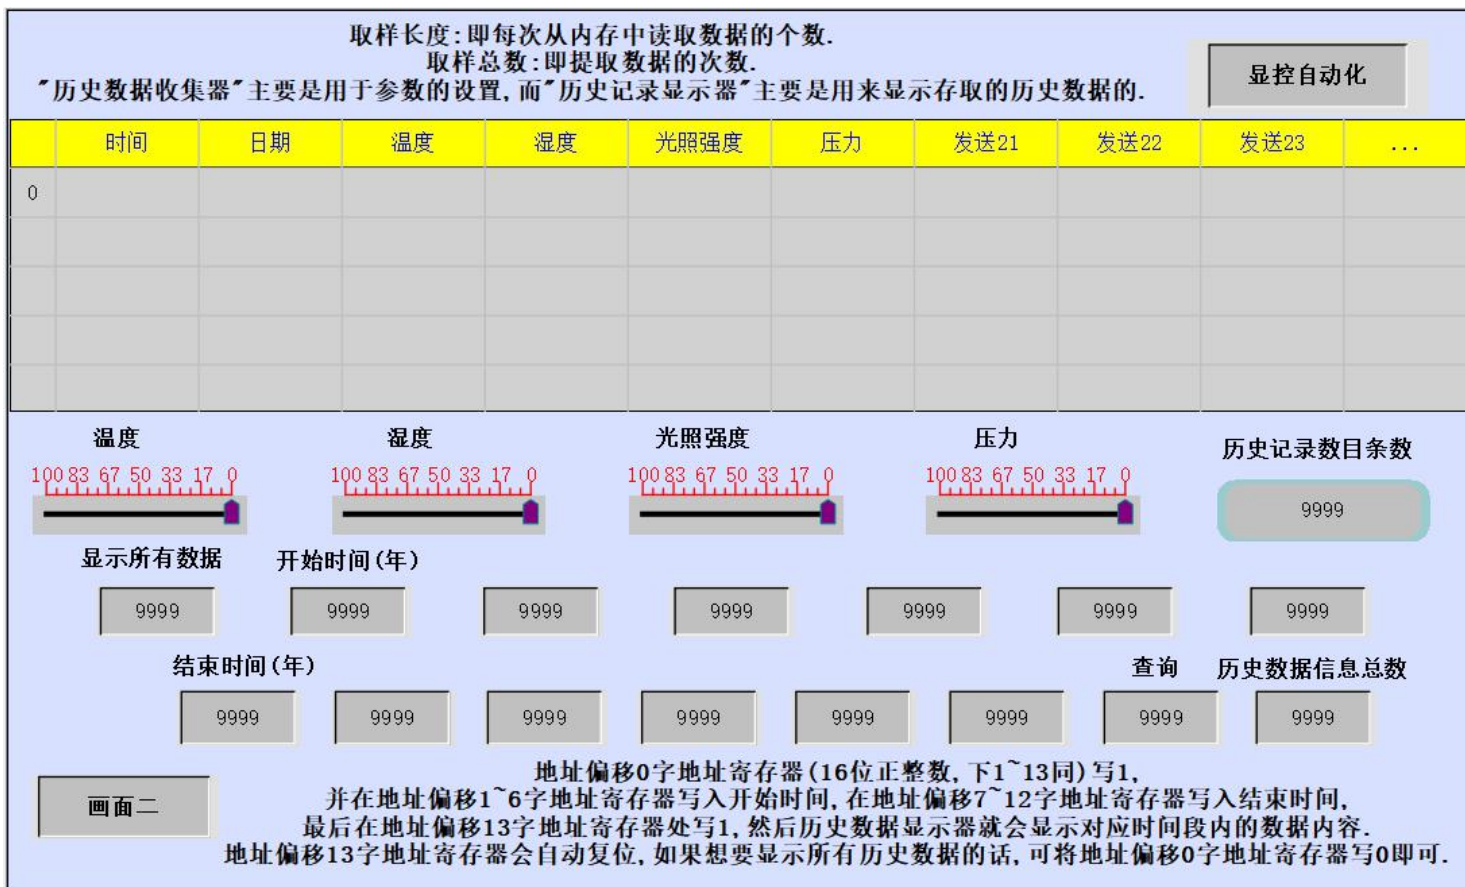 取样长度:即每次从内存中读取数据的个数.
取样总数:即提取数据的次数.
"历史数据收集器"主要是用于参数的设置,而"历史记录显示器"主要是用来显示存取的历史数据的.
显控自动化
时间 日期 温度 湿度 光照强度 压力 发送21 发送22 发送23 ...
0
温度 湿度 光照强度 压力 历史记录数目条数
100 83 67 50 33 17 0 100 83 67 50 33 17 0 100 83 67 50 33 17 0 100 83 67 50 33 17 0
9999
显示所有数据 开始时间(年)
9999 9999 9999 9999 9999 9999 9999
结束时间(年) 查询 历史数据信息总数
9999 9999 9999 9999 9999 9999 9999 9999
画面二
地址偏移0字地址寄存器(16位正整数,下1~13同)写1,
并在地址偏移1~6字地址寄存器写入开始时间,在地址偏移7~12字地址寄存器写入结束时间,
最后在地址偏移13字地址寄存器处写1,然后历史数据显示器就会显示对应时间段内的数据内容.
地址偏移13字地址寄存器会自动复位,如果想要显示所有历史数据的话,可将地址偏移0字地址寄存器写0即可.